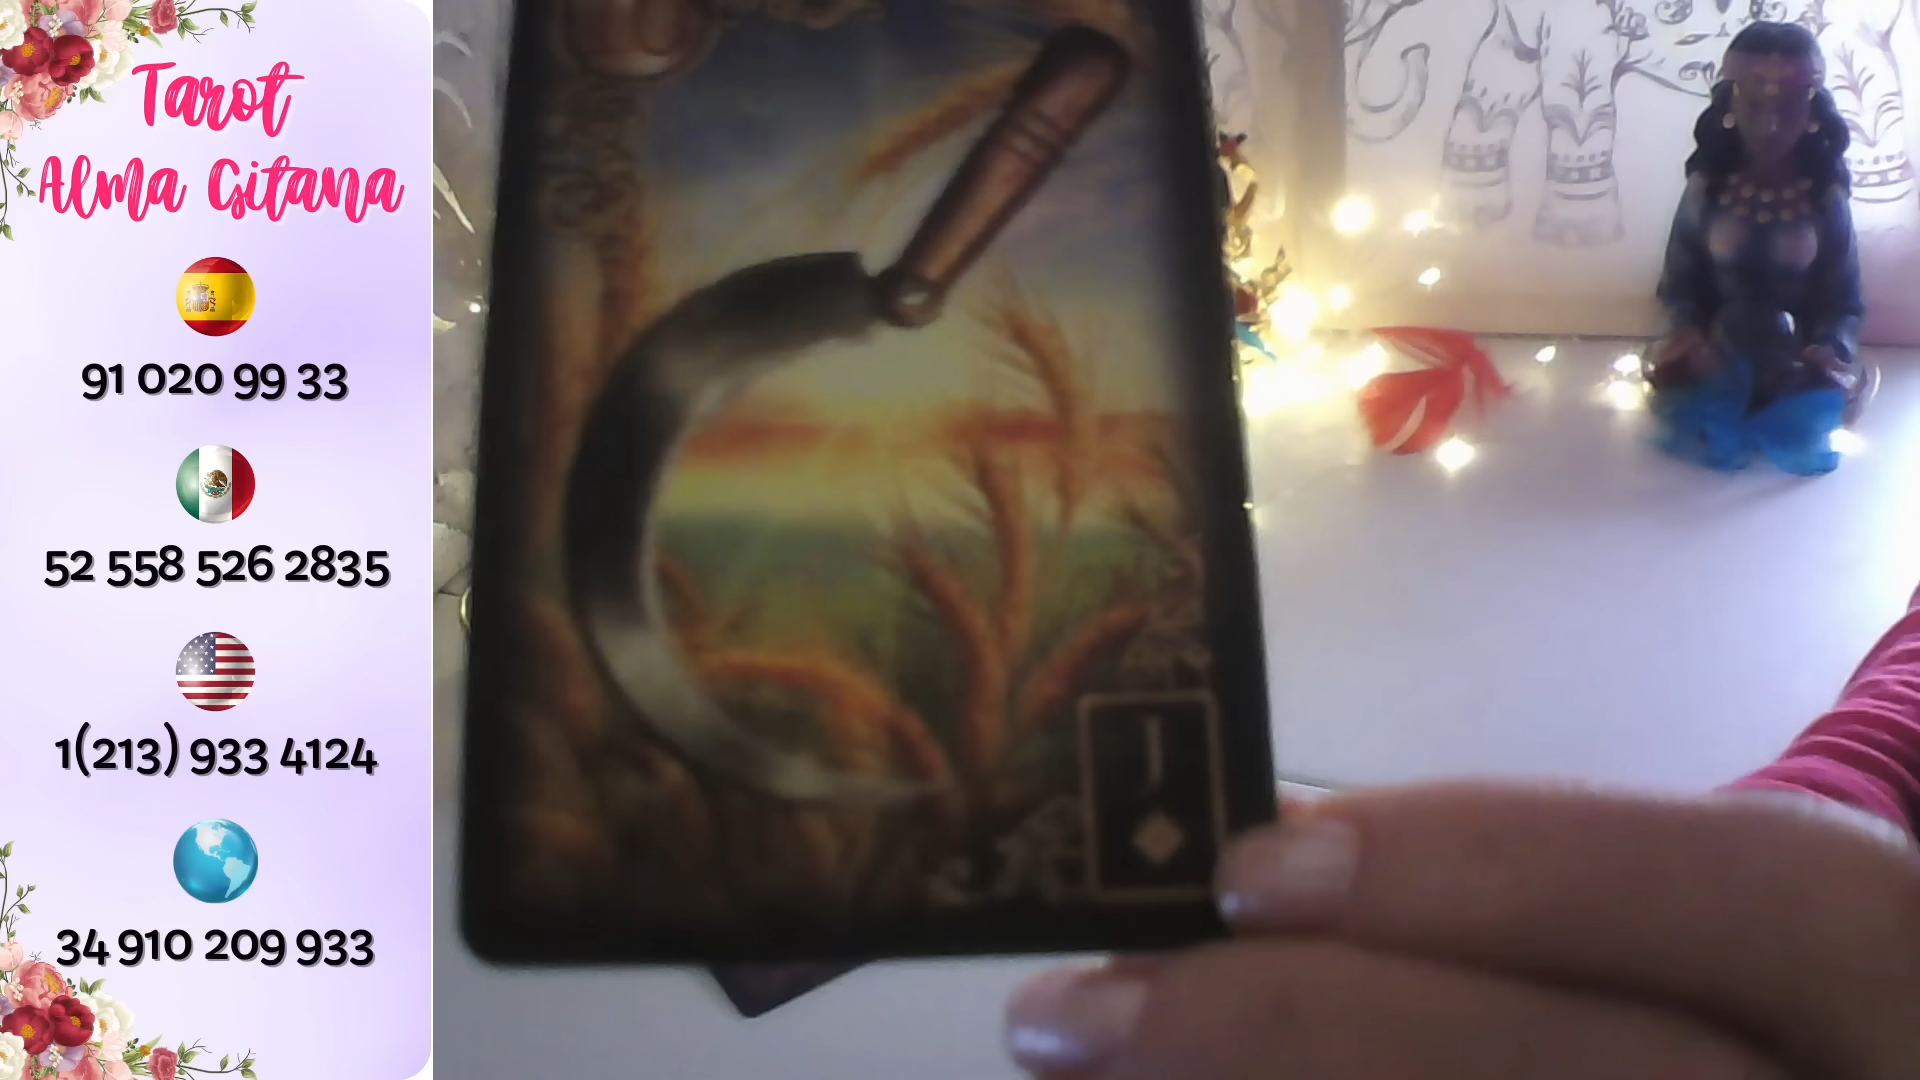 Tarot
Alma Gitana
91 020 99 33
52 558 526 2835
1(213) 933 4124
34 910 209 933
J